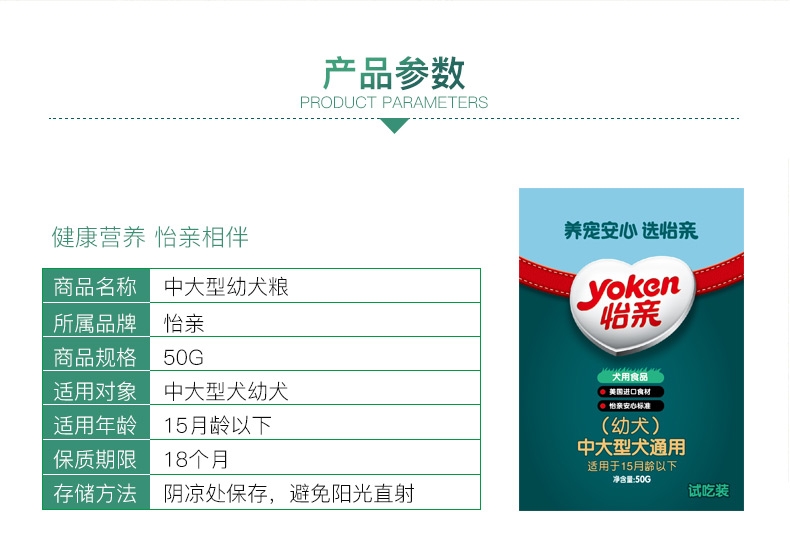 产品参数
PRODUCT PARAMETERS
健康营养 怡亲相伴
商品名称 中大型幼犬粮
所属品牌 怡亲
商品规格 50G
适用对象 中大型犬幼犬
适用年龄 15月龄以下
保质期限 18个月
存储方法 阴凉处保存，避免阳光直射
养宠安心 选怡亲
yoken
怡亲
犬用食品
美国进口食材
怡亲安心标准
（幼犬）
中大型犬通用
适用于15月龄以下
净含量:50G
试吃装